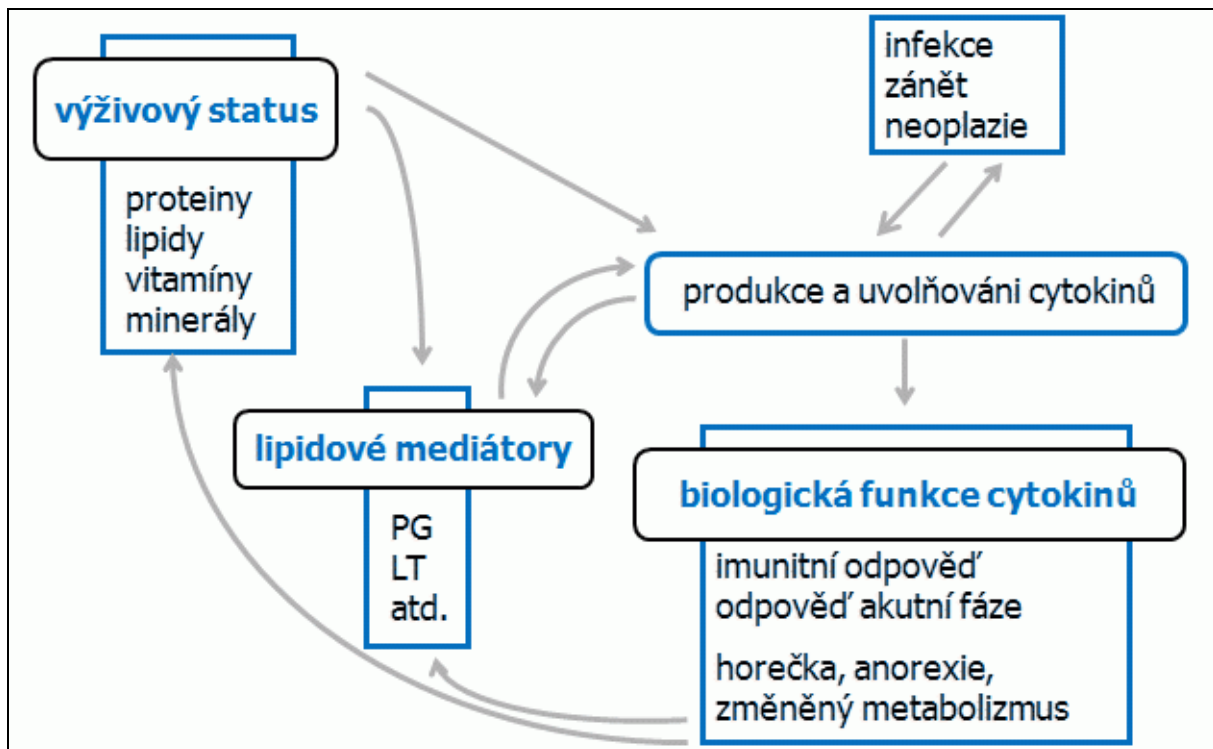 výživový status
proteiny
lipidy
vitamíny
minerály
infekce
zánět
neoplazie
produkce a uvolňováni cytokinů
lipidové mediátory
PG
LT
atd.
biologická funkce cytokinů
imunitní odpověď
odpověď akutní fáze
horečka, anorexie,
změněný metabolizmus